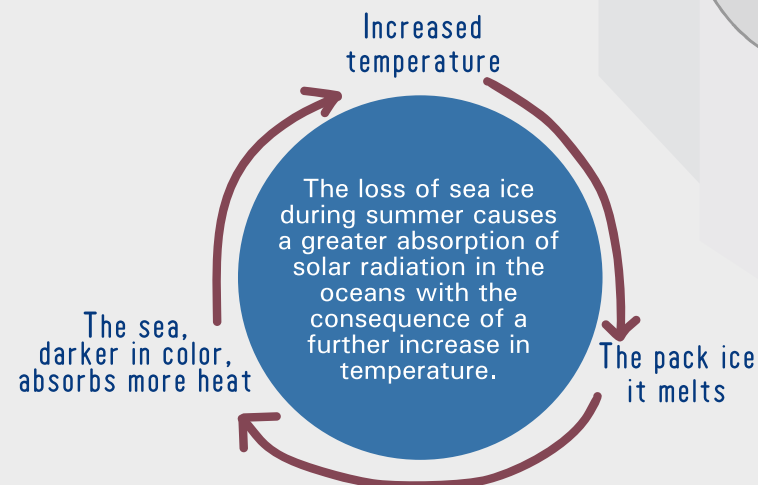 Increased
temperature
The loss of sea ice
during summer causes
a greater absorption of
solar radiation in the
oceans with the
consequence of a
further increase in
temperature.
The pack ice
it melts
The sea,
darker in color,
absorbs more heat